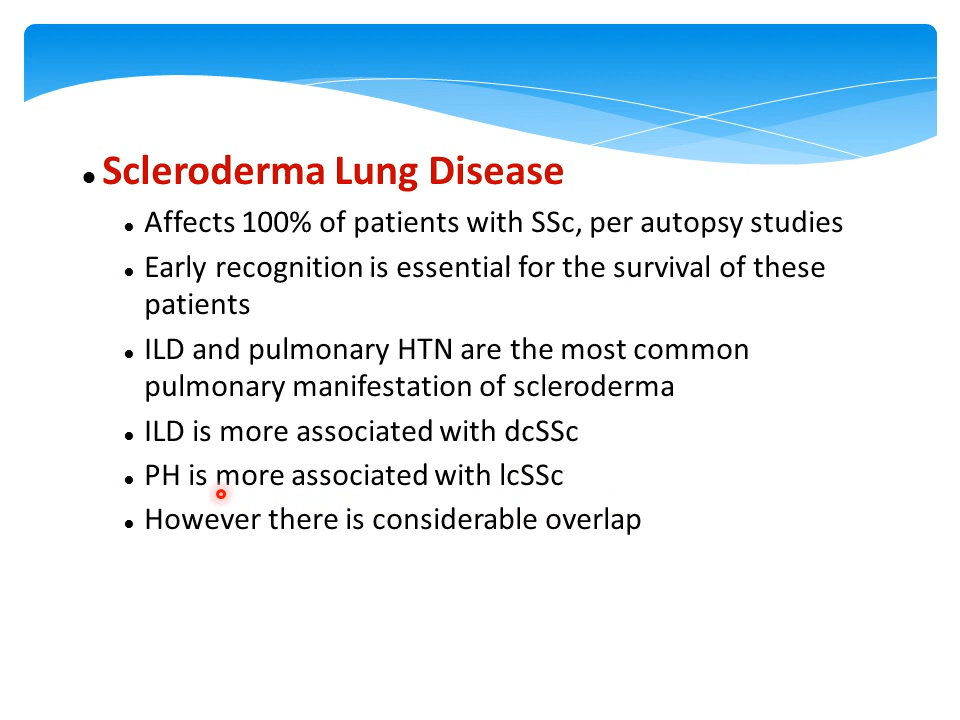 Scleroderma Lung Disease
Affects 100% of patients with SSc, per autopsy studies
Early recognition is essential for the survival of these
patients
ILD and pulmonary HTN are the most common
pulmonary manifestation of scleroderma
ILD is more associated with dcSSc
PH is more associated with lcSSc
However there is considerable overlap